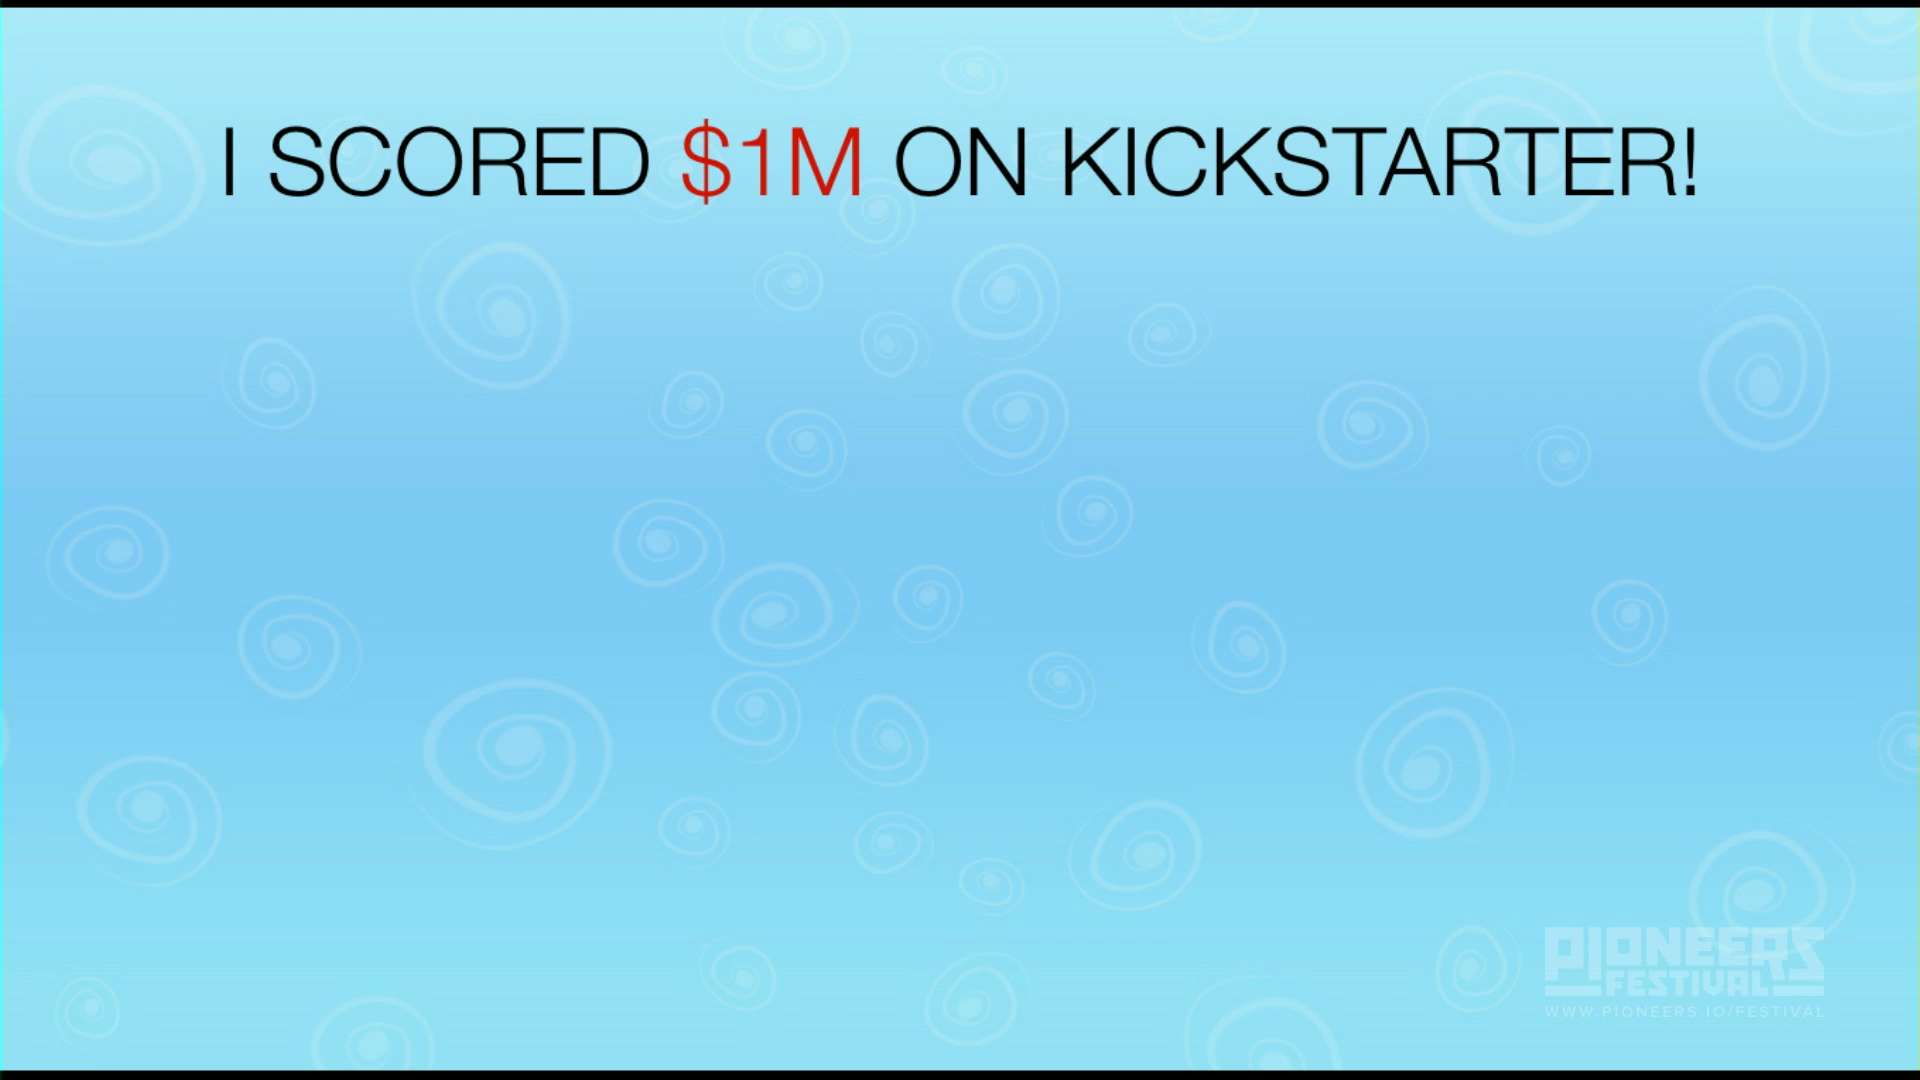 I SCORED $1M ON KICKSTARTER!
PIONEERS
FESTIVAL
WWW.PIONEERS.IO/FESTIVAL